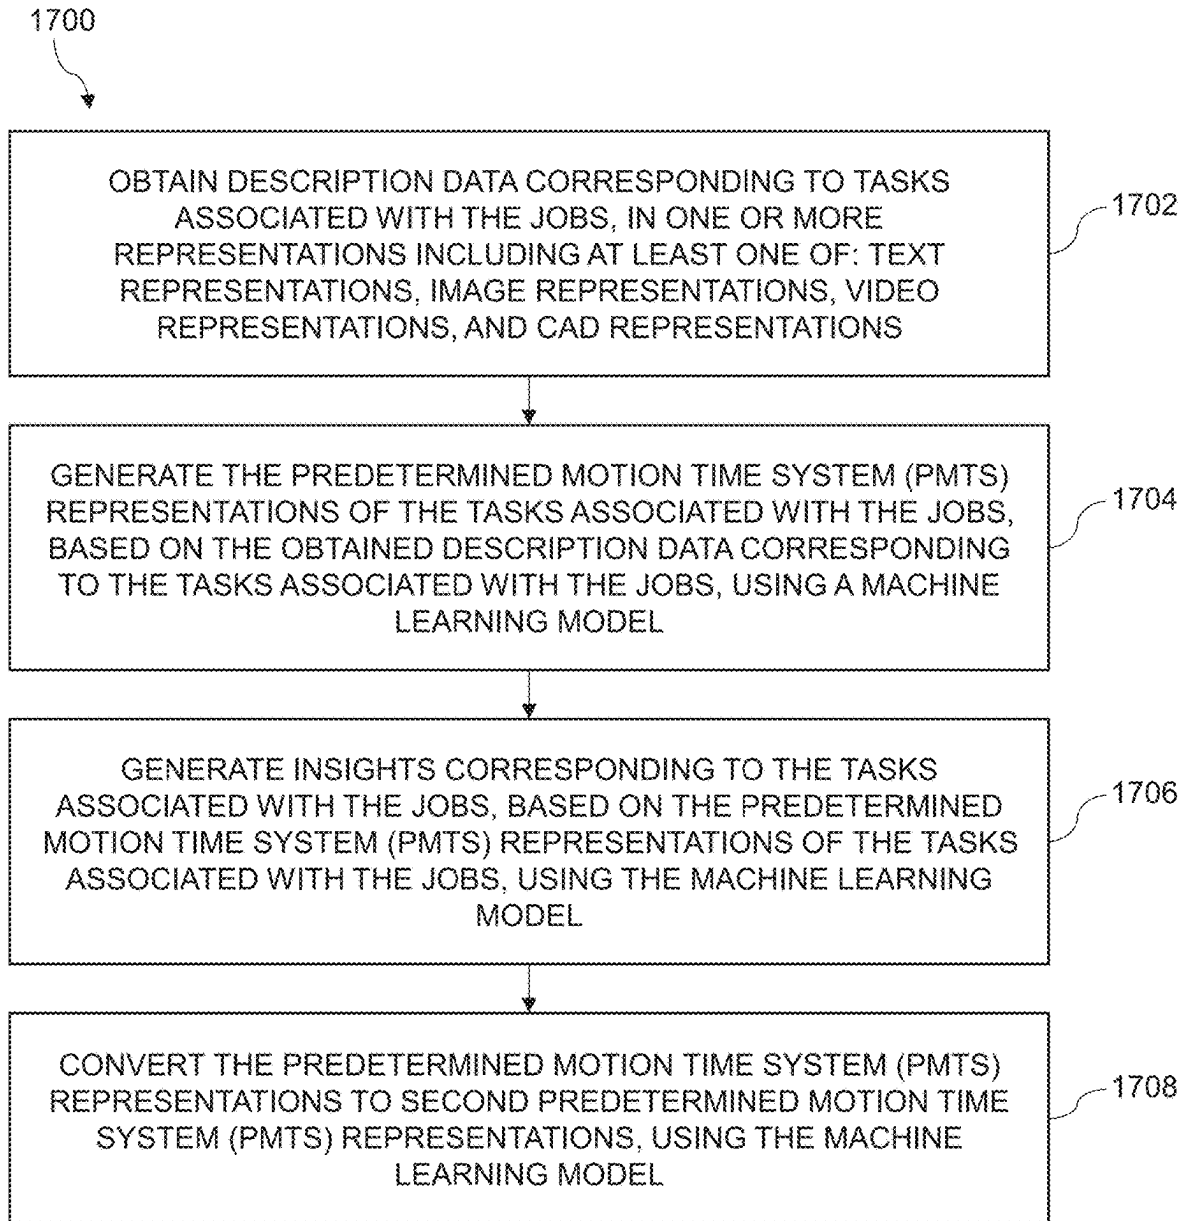 1700
OBTAIN DESCRIPTION DATA CORRESPONDING TO TASKS
ASSOCIATED WITH THE JOBS, IN ONE OR MORE
REPRESENTATIONS INCLUDING AT LEAST ONE OF: TEXT
REPRESENTATIONS, IMAGE REPRESENTATIONS, VIDEO
REPRESENTATIONS, AND CAD REPRESENTATIONS
1702
GENERATE THE PREDETERMINED MOTION TIME SYSTEM (PMTS)
REPRESENTATIONS OF THE TASKS ASSOCIATED WITH THE JOBS,
BASED ON THE OBTAINED DESCRIPTION DATA CORRESPONDING
TO THE TASKS ASSOCIATED WITH THE JOBS, USING A MACHINE
LEARNING MODEL
1704
GENERATE INSIGHTS CORRESPONDING TO THE TASKS
ASSOCIATED WITH THE JOBS, BASED ON THE PREDETERMINED
MOTION TIME SYSTEM (PMTS) REPRESENTATIONS OF THE TASKS
ASSOCIATED WITH THE JOBS, USING THE MACHINE LEARNING
MODEL
1706
CONVERT THE PREDETERMINED MOTION TIME SYSTEM (PMTS)
REPRESENTATIONS TO SECOND PREDETERMINED MOTION TIME
SYSTEM (PMTS) REPRESENTATIONS, USING THE MACHINE
LEARNING MODEL
1708